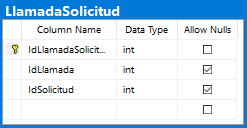 LlamadaSolicitud
Column Name Data Type Allow Nulls
IdLlamadaSolicit... int
IdLlamada int
IdSolicitud int